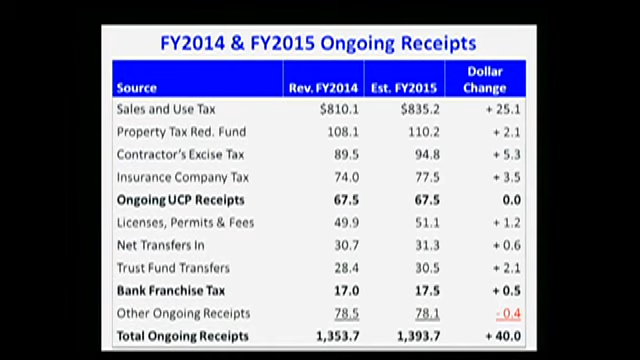 FY2014 & FY2015 Ongoing Receipts
Dollar
Source Rev. FY2014 Est. FY2015 Change
Sales and Use Tax $810.1 $835.2 + 25.1
Property Tax Red. Fund 108.1 110.2 + 2.1
Contractor's Excise Tax 89.5 94.8 + 5.3
Insurance Company Tax 74.0 77.5 + 3.5
Ongoing UCP Receipts 67.5 67.5 0.0
Licenses, Permits & Fees 49.9 51.1 + 1.2
Net Transfers In 30.7 31.3 + 0.6
Trust Fund Transfers 28.4 30.5 + 2.1
Bank Franchise Tax 17.0 17.5 + 0.5
Other Ongoing Receipts 78.5 78.1 - 0.4
Total Ongoing Receipts 1,353.7 1,393.7 + 40.0